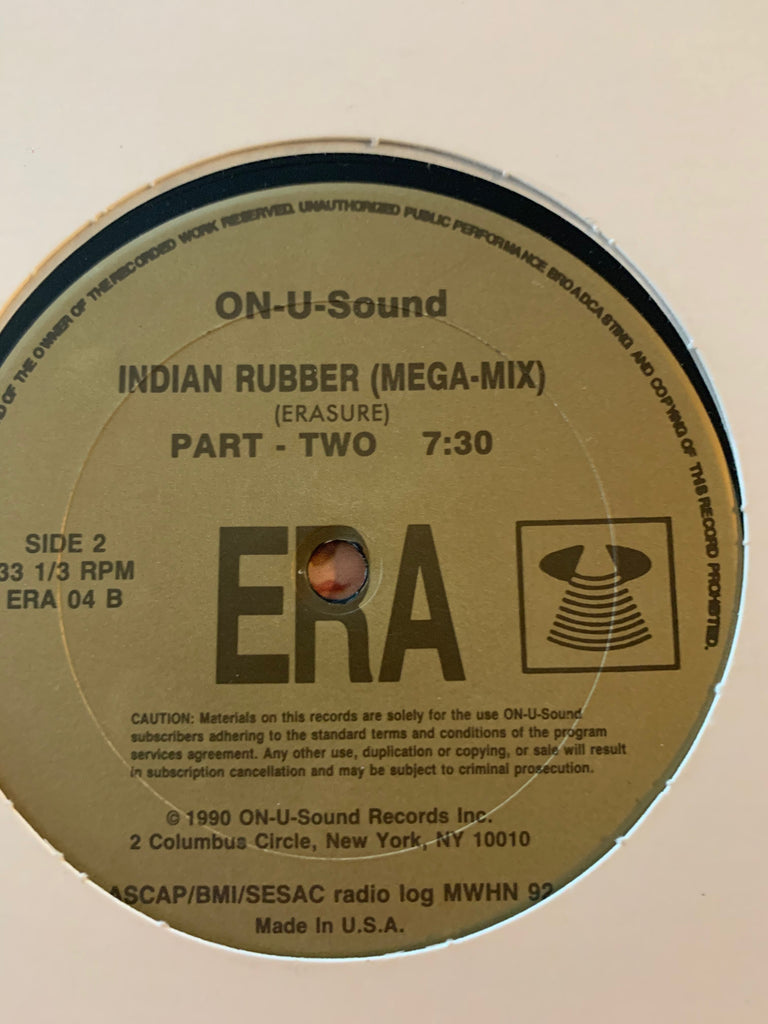 D OF THE OWNER OF THE RECORDED WORK RESERVED. UNAUTHORIZED PUBLIC PERFORMANCE BROADCASTING AND COPYING OF THIS RECORD PROHIBITED.
ON-U-Sound
INDIAN RUBBER (MEGA-MIX)
(ERASURE)
PART - TWO 7:30
SIDE 2
33 1/3 RPM
ERA 04 B
ERA
CAUTION: Materials on this records are solely for the use ON-U-Sound
subscribers adhering to the standard terms and conditions of the program
services agreement. Any other use, duplication or copying, or sale will result
in subscription cancellation and may be subject to criminal prosecution.
© 1990 ON-U-Sound Records Inc.
2 Columbus Circle, New York, NY 10010
ASCAP/BMI/SESAC radio log MWHN 92
Made In U.S.A.